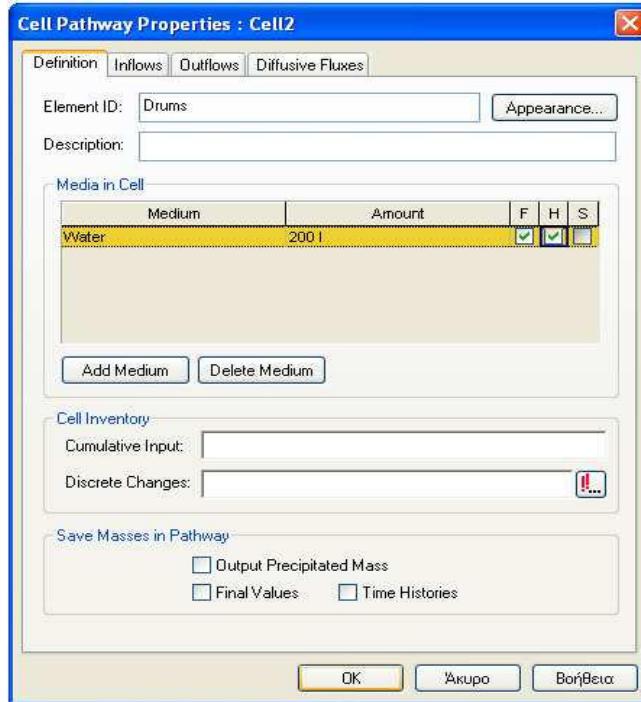 Cell Pathway Properties : Cell2
Definition Inflows Outflows Diffusive Fluxes
Element ID: Drums Appearance...
Description:
Media in Cell
Medium Amount F H S
Water 200 l
Add Medium Delete Medium
Cell Inventory
Cumulative Input:
Discrete Changes: !!...
Save Masses in Pathway
Output Precipitated Mass
Final Values Time Histories
OK Άκυρο Βοήθεια